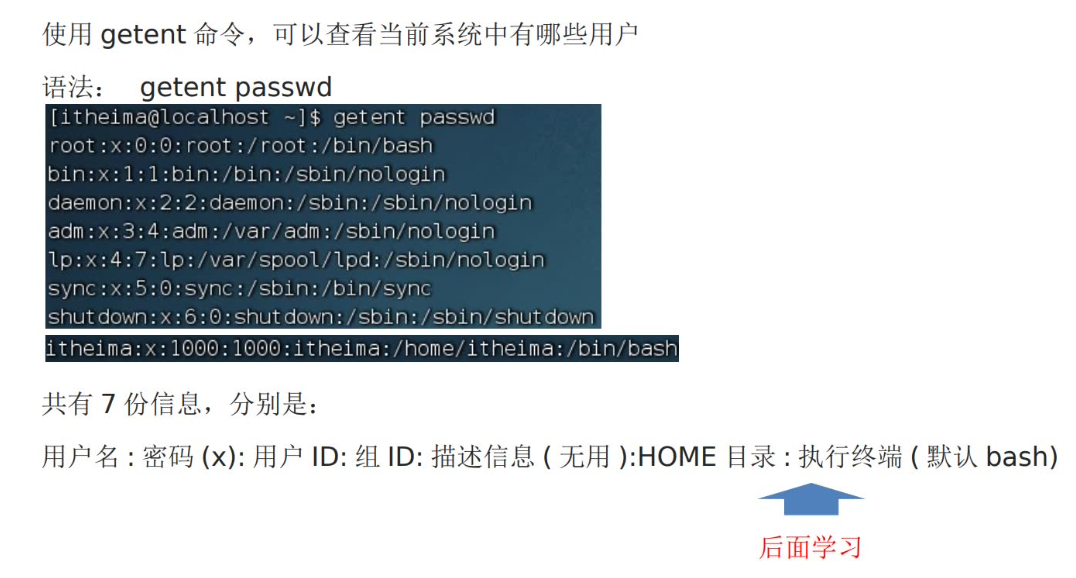 使用 getent 命令，可以查看当前系统中有哪些用户
语法： getent passwd
[itheima@localhost ~]$ getent passwd
root:x:0:0:root:/root:/bin/bash
bin:x:1:1:bin:/bin:/sbin/nologin
daemon:x:2:2:daemon:/sbin:/sbin/nologin
adm:x:3:4:adm:/var/adm:/sbin/nologin
lp:x:4:7:lp:/var/spool/lpd:/sbin/nologin
sync:x:5:0:sync:/sbin:/bin/sync
shutdown:x:6:0:shutdown:/sbin:/sbin/shutdown
itheima:x:1000:1000:itheima:/home/itheima:/bin/bash
共有 7 份信息，分别是：
用户名 : 密码 (x): 用户 ID: 组 ID: 描述信息 ( 无用 ):HOME 目录 : 执行终端 ( 默认 bash)
后面学习